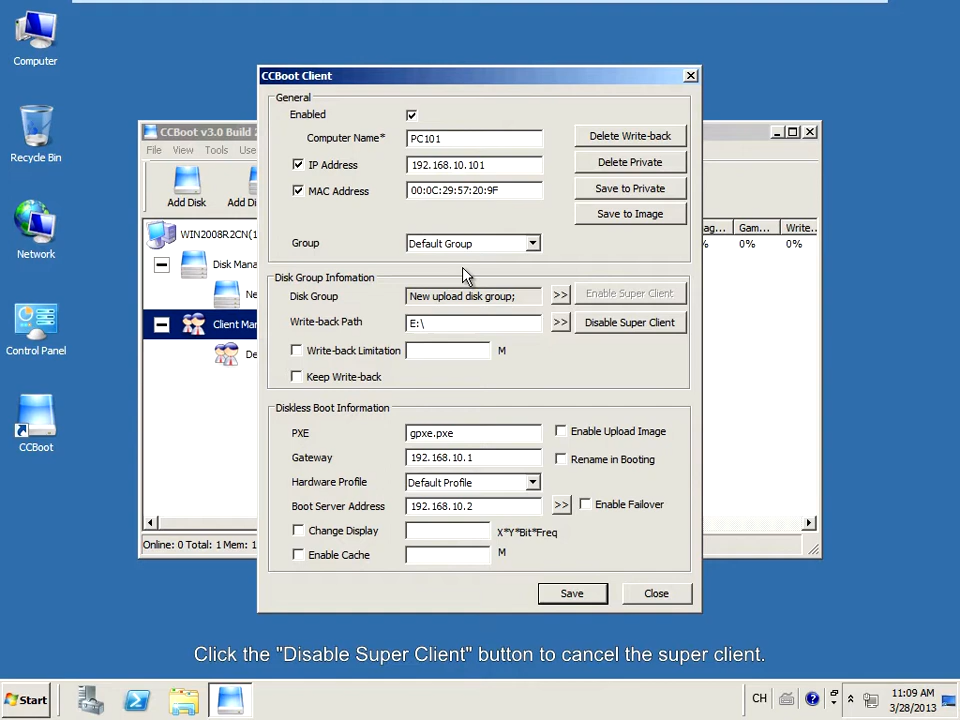 Computer
Recycle Bin
Network
Control Panel
CCBoot
CCBoot v3.0 Build 2
File View Tools Use
Add Disk Add Di
WIN2008R2CN(1
Disk Mana
Ne
Client Mar
De
Online: 0 Total: 1 Mem: 1
ag... Gam... Write...
% 0% 0%
CCBoot Client
General
Enabled
Computer Name* PC101 Delete Write-back
IP Address 192.168.10.101 Delete Private
MAC Address 00:0C:29:57:20:9F Save to Private
Save to Image
Group Default Group
Disk Group Infomation
Disk Group New upload disk group; >> Enable Super Client
Write-back Path E:\ >> Disable Super Client
Write-back Limitation M
Keep Write-back
Diskless Boot Information
PXE gpxe.pxe Enable Upload Image
Gateway 192.168.10.1 Rename in Booting
Hardware Profile Default Profile
Boot Server Address 192.168.10.2 >> Enable Failover
Change Display X*Y*Bit*Freq
Enable Cache M
Save Close
Click the "Disable Super Client" button to cancel the super client.
Start CH 11:09 AM
3/28/2013